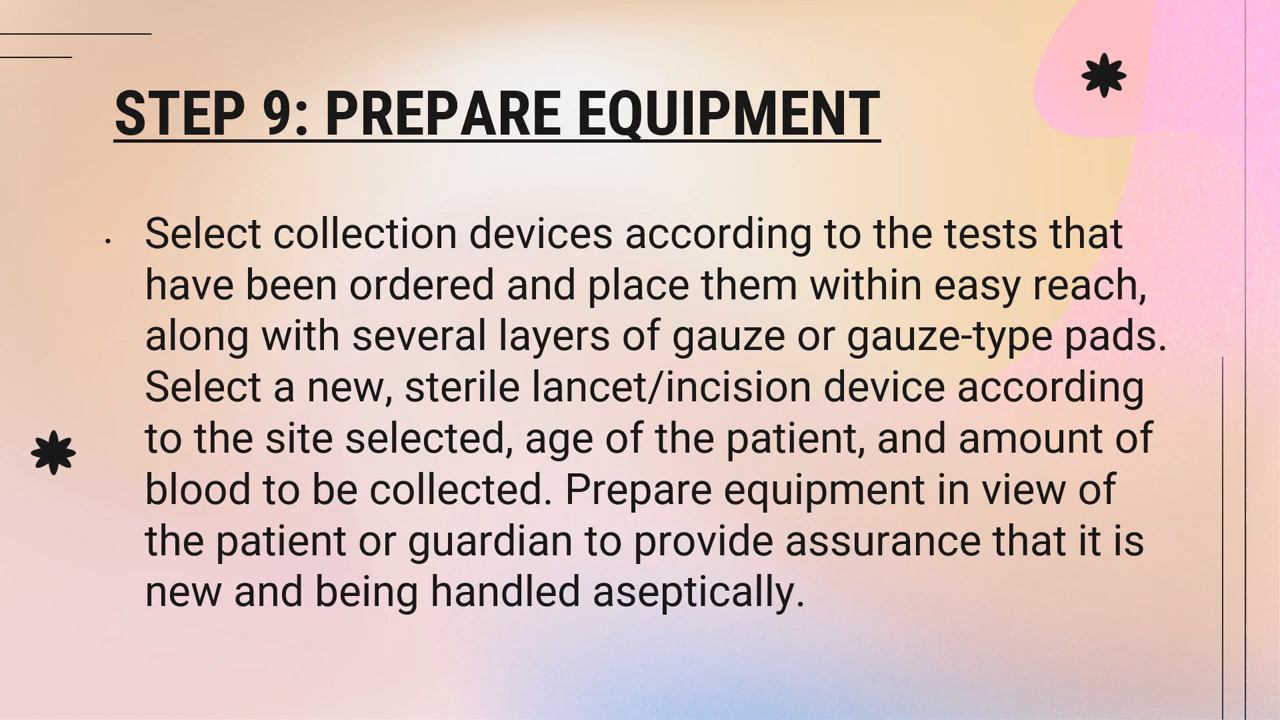 STEP 9: PREPARE EQUIPMENT
• Select collection devices according to the tests that
have been ordered and place them within easy reach,
along with several layers of gauze or gauze-type pads.
Select a new, sterile lancet/incision device according
to the site selected, age of the patient, and amount of
blood to be collected. Prepare equipment in view of
the patient or guardian to provide assurance that it is
new and being handled aseptically.